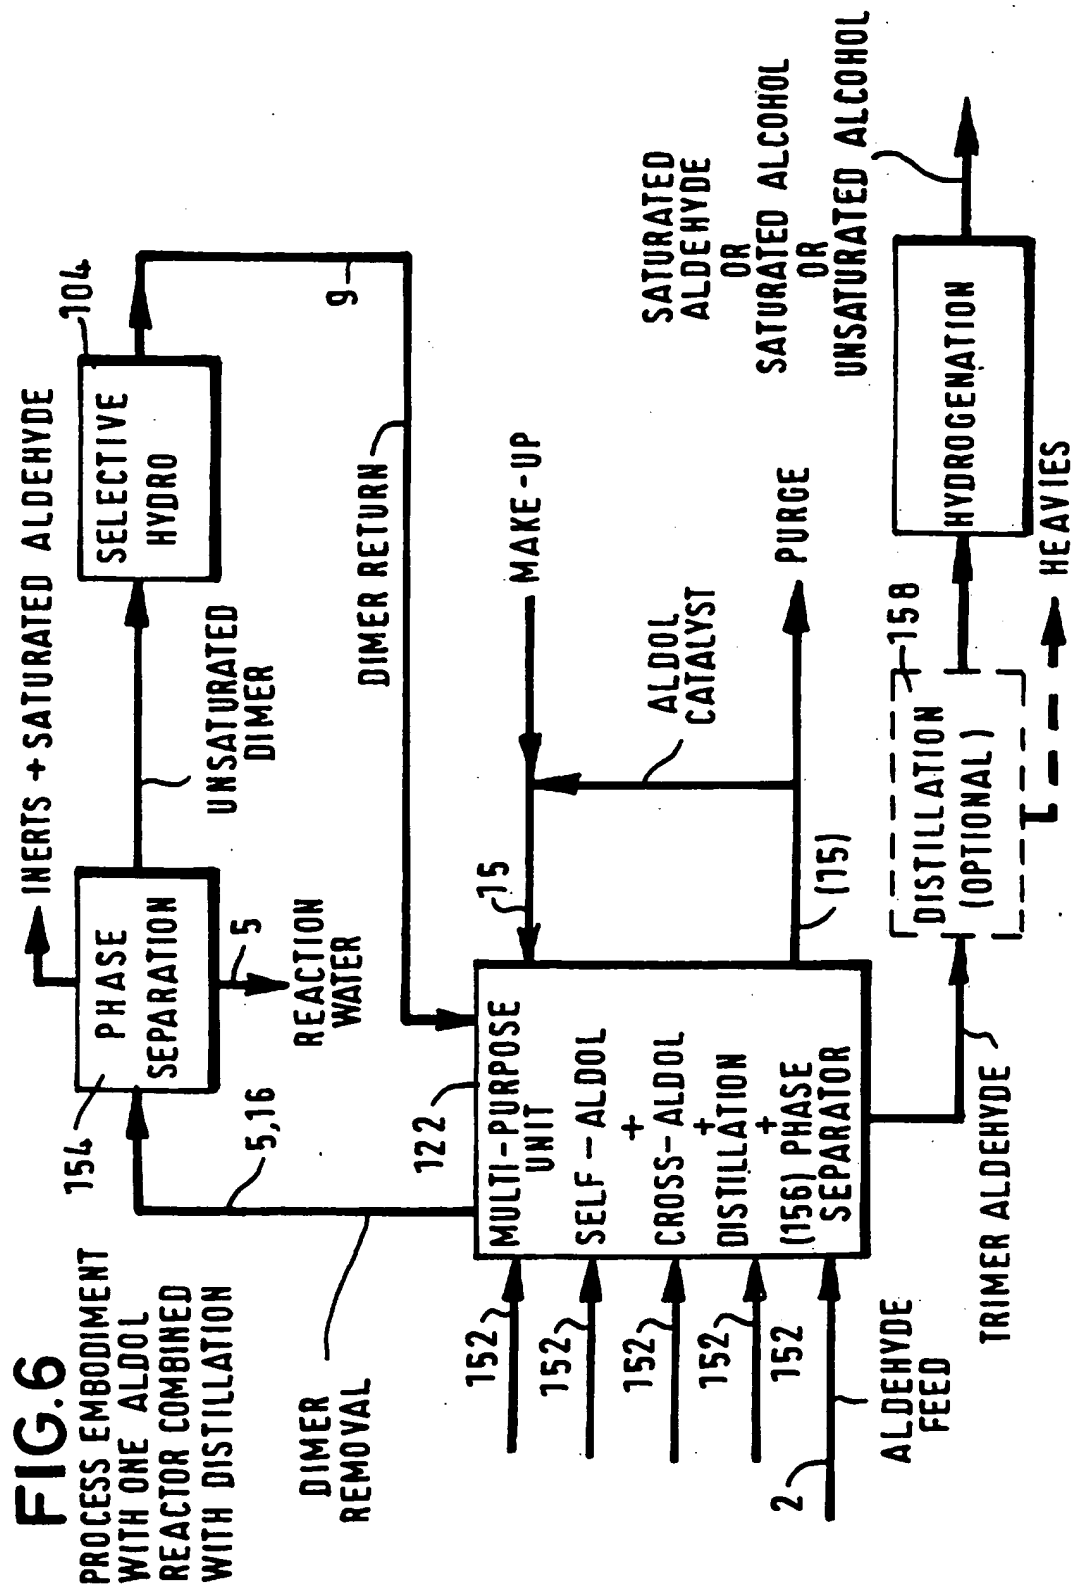 FIG.6
PROCESS EMBODIMENT
WITH ONE ALDOL
REACTOR COMBINED
WITH DISTILLATION
INERTS + SATURATED ALDEHYDE
154
PHASE
SEPARATION
5
REACTION
WATER
UNSATURATED
DIMER
104
SELECTIVE
HYDRO
9
5,16
DIMER
REMOVAL
DIMER RETURN
122
MULTI-PURPOSE
UNIT
SELF-ALDOL
+
CROSS-ALDOL
+
DISTILLATION
+
(156) PHASE
SEPARATOR
152
152
152
152
152
2
ALDEHYDE
FEED
15
MAKE-UP
ALDOL
CATALYST
(15)
PURGE
TRIMER ALDEHYDE
158
DISTILLATION
(OPTIONAL)
HEAVIES
HYDROGENATION
SATURATED
ALDEHYDE
OR
SATURATED ALCOHOL
OR
UNSATURATED ALCOHOL